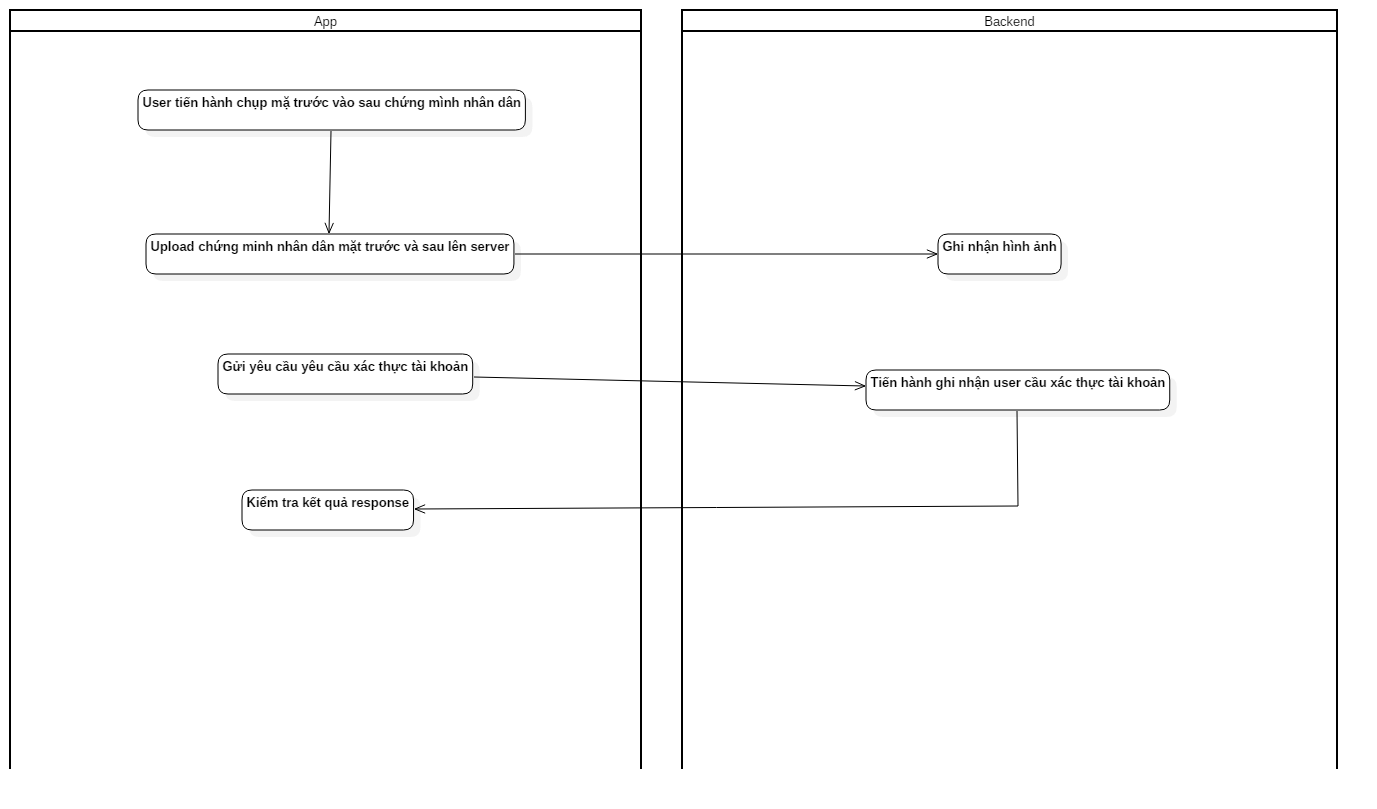 App
Backend
User tiến hành chụp mặ trước vào sau chứng mình nhân dân
Upload chứng minh nhân dân mặt trước và sau lên server
Ghi nhận hình ảnh
Gửi yêu cầu yêu cầu xác thực tài khoản
Tiến hành ghi nhận user cầu xác thực tài khoản
Kiểm tra kết quả response